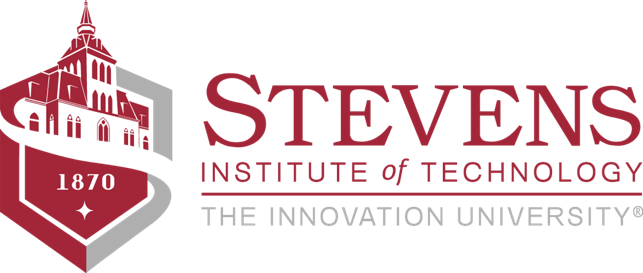 1870
STEVENS
INSTITUTE of TECHNOLOGY
THE INNOVATION UNIVERSITY®